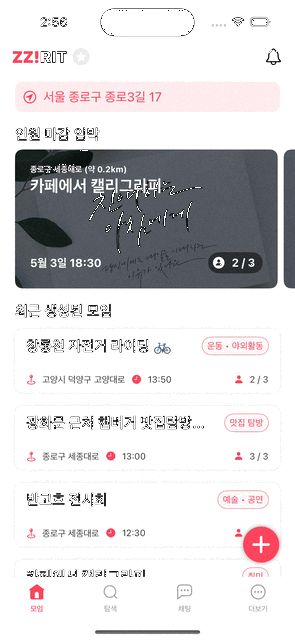 2:56
ZZ!RIT
서울 종로구 종로3길 17
인원 마감 임박
종로구 세종대로 (약 0.2km)
카페에서 캘리그라피
5월 3일 18:30
2 / 3
최근 생성된 모임
창릉천 자전거 라이딩 🚲
운동 • 야외활동
고양시 덕양구 고양대로
13:50
2 / 3
광화문 근처 햄버거 맛집탐방...
맛집 탐방
종로구 세종대로
13:00
3 / 3
반고흐 전시회
예술 • 공연
종로구 세종대로
12:30
모임
탐색
채팅
더보기